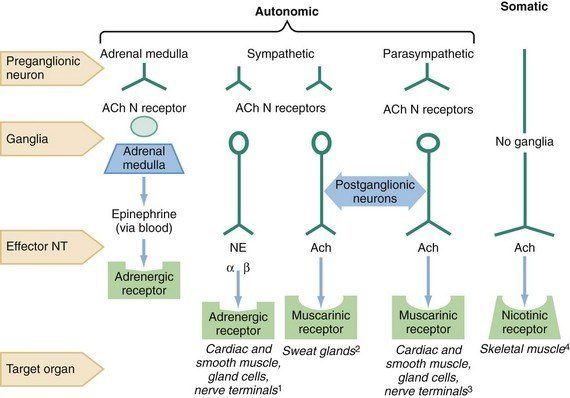 Autonomic
Somatic
Preganglionic
neuron
Adrenal medulla
Sympathetic
Parasympathetic
ACh N receptor
ACh N receptors
ACh N receptors
Ganglia
Adrenal
medulla
No ganglia
Postganglionic
neurons
Epinephrine
(via blood)
Effector NT
NE
Ach
Ach
Ach
α β
Adrenergic
receptor
Adrenergic
receptor
Muscarinic
receptor
Muscarinic
receptor
Nicotinic
receptor
Target organ
Cardiac and
smooth muscle,
gland cells,
nerve terminals¹
Sweat glands²
Cardiac and
smooth muscle,
gland cells,
nerve terminals³
Skeletal muscle⁴